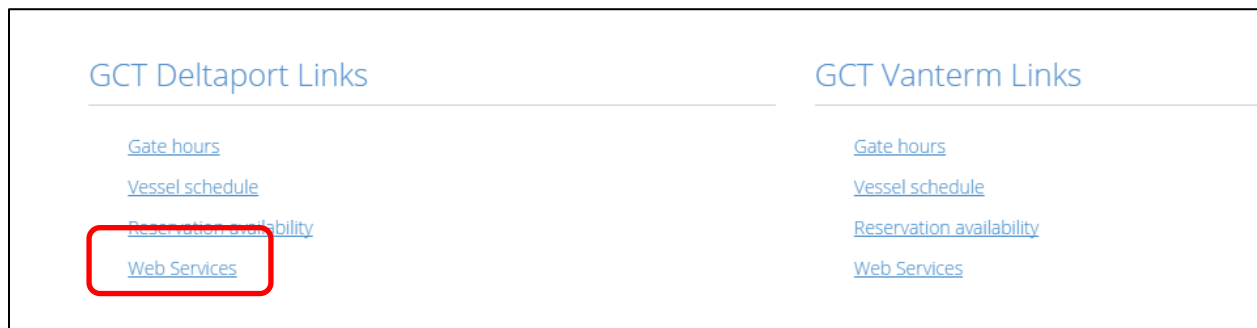 GCT Deltaport Links
Gate hours
Vessel schedule
Reservation availability
Web Services
GCT Vanterm Links
Gate hours
Vessel schedule
Reservation availability
Web Services